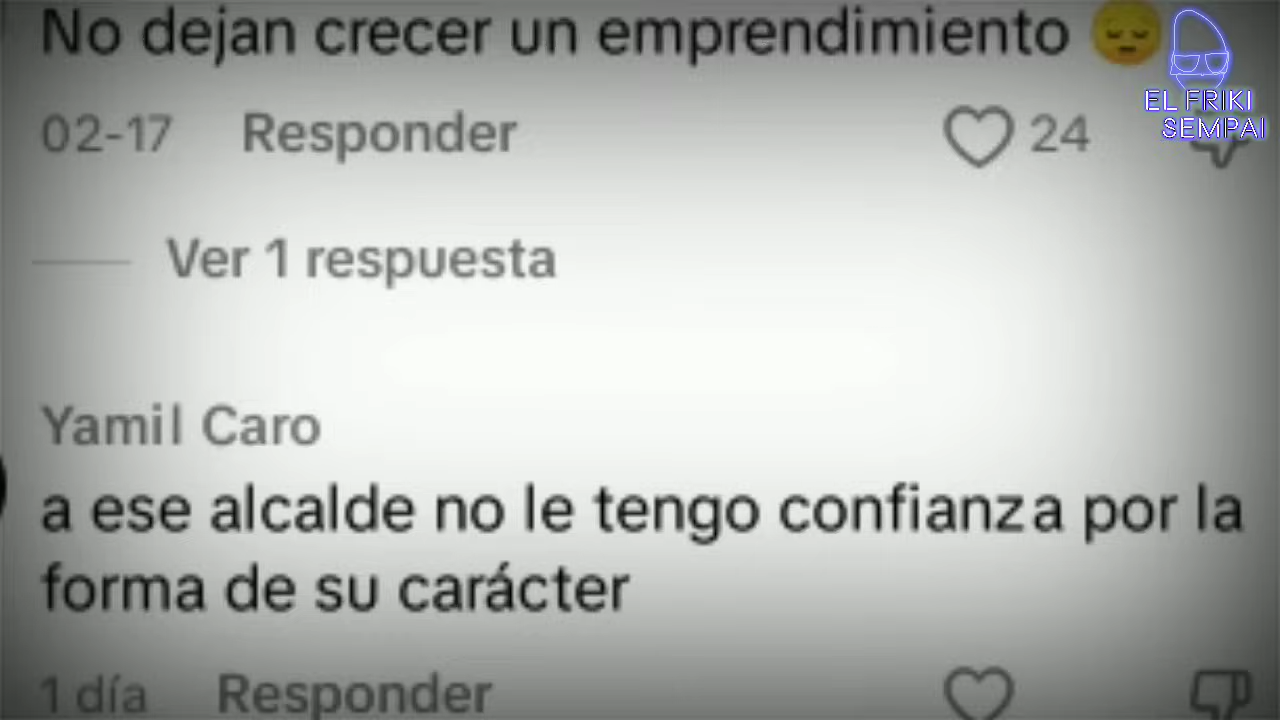 No dejan crecer un emprendimiento 😔
EL FRIKI
SEMPAI
02-17 Responder 24
Ver 1 respuesta
Yamil Caro
a ese alcalde no le tengo confianza por la
forma de su carácter
1 día Responder